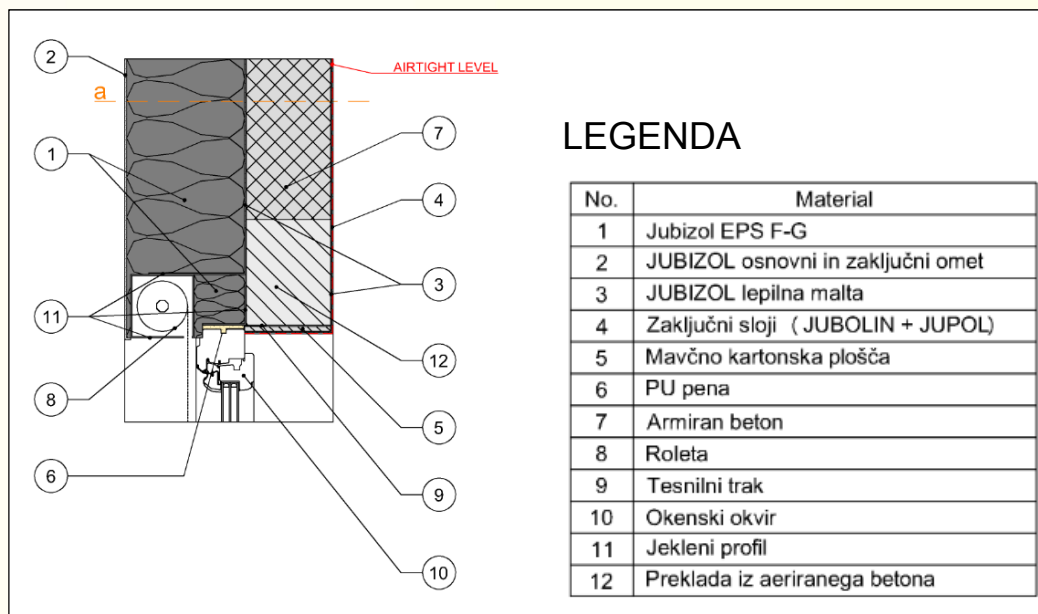 2
AIRTIGHT LEVEL
a
7
1
4
3
11
12
8
5
6
9
10
LEGENDA
No. Material
1 Jubizol EPS F-G
2 JUBIZOL osnovni in zaključni omet
3 JUBIZOL lepilna malta
4 Zaključni sloji ( JUBOLIN + JUPOL)
5 Mavčno kartonska plošča
6 PU pena
7 Armiran beton
8 Roleta
9 Tesnilni trak
10 Okenski okvir
11 Jekleni profil
12 Preklada iz aeriranega betona